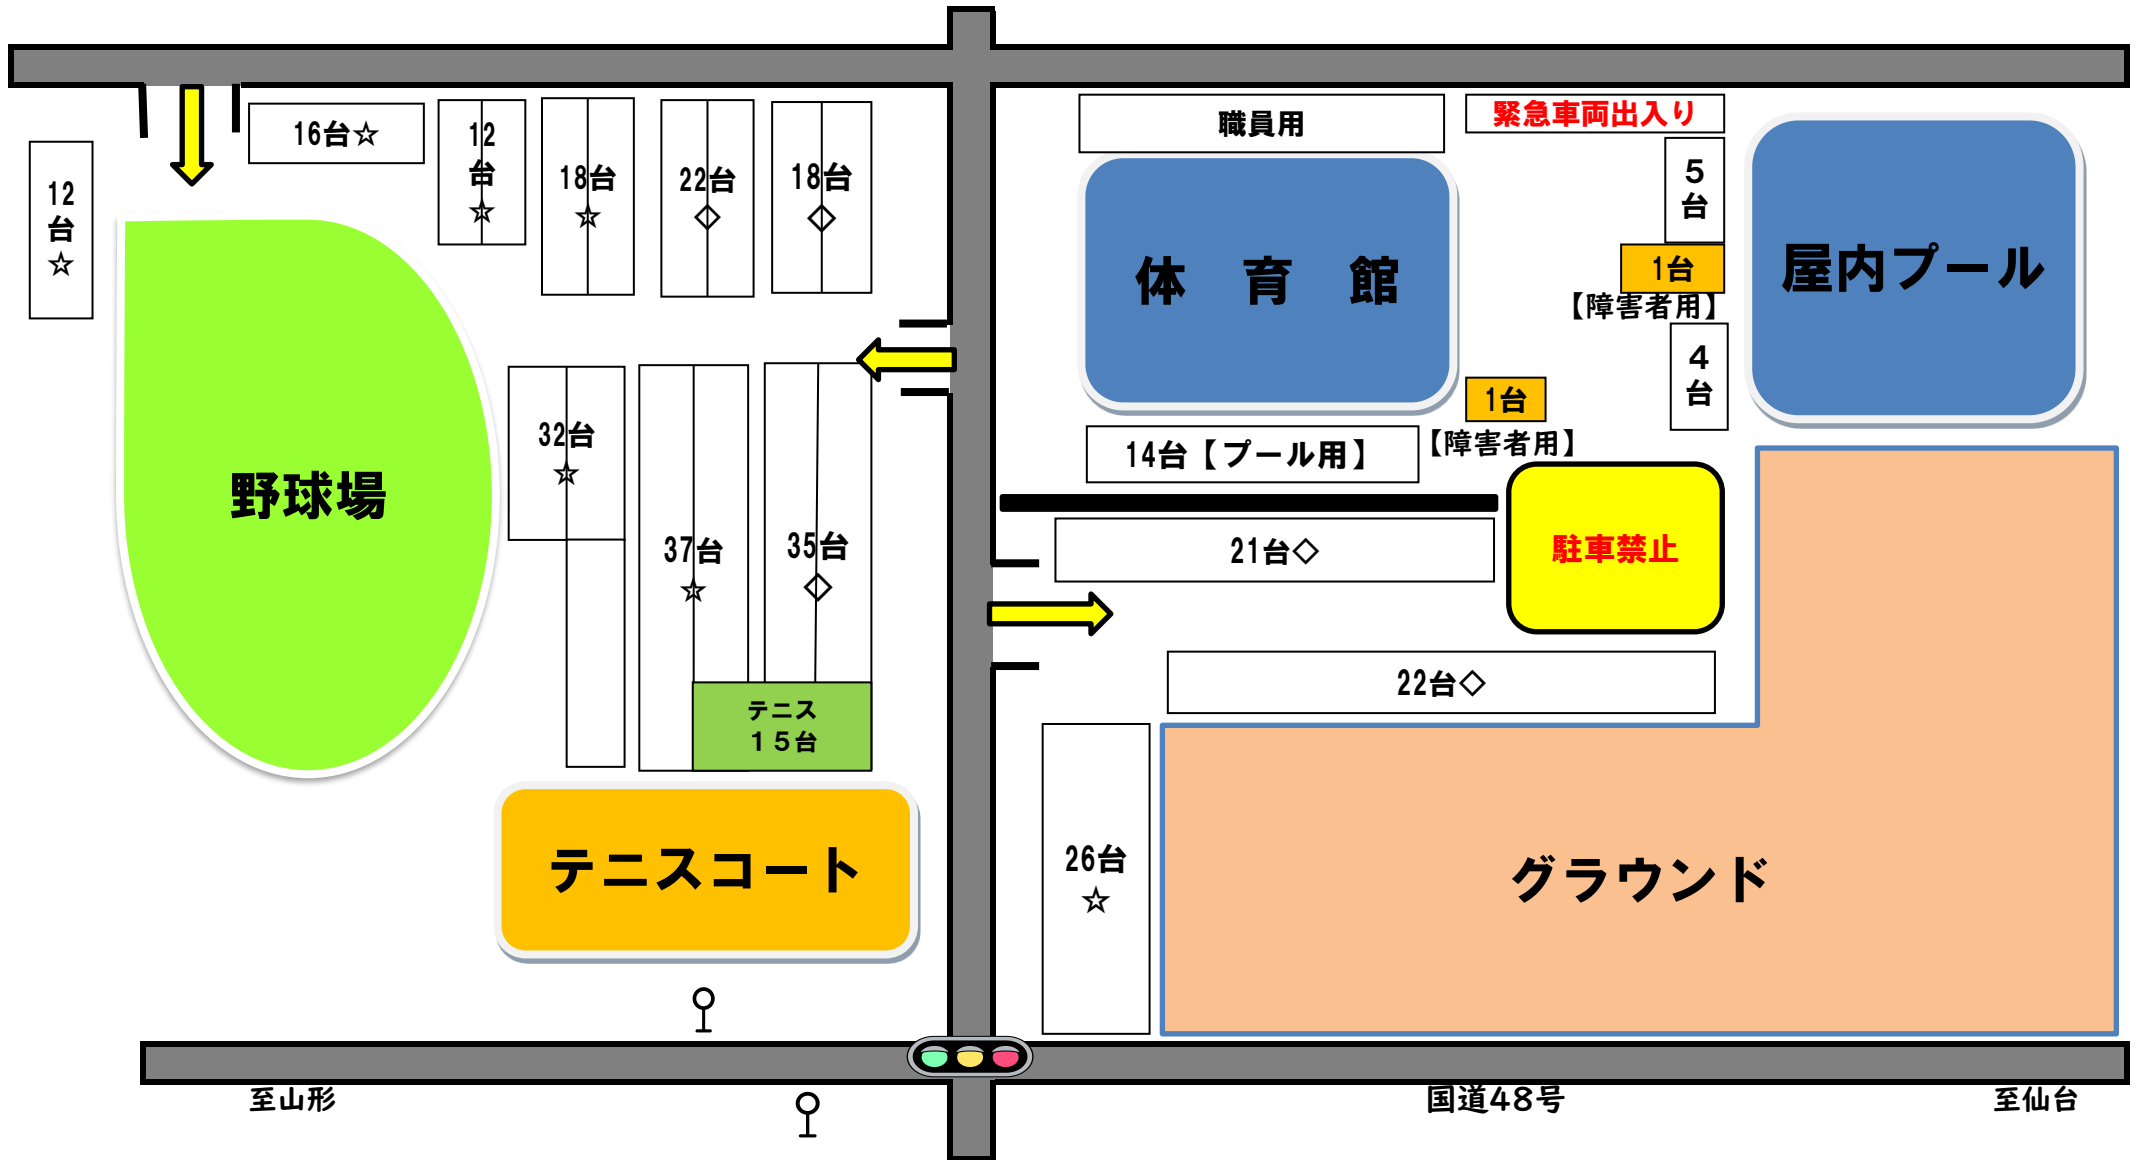 16台☆
12
台
☆
18台
☆
22台
◇
18台
◇
12
台
☆
野球場
32台
☆
37台
☆
35台
◇
テニス
15台
テニスコート
職員用
緊急車両出入り
体 育 館
5
台
1台
【障害者用】
4
台
屋内プール
1台
【障害者用】
14台【プール用】
21台◇
駐車禁止
22台◇
26台
☆
グラウンド
至山形
国道48号
至仙台